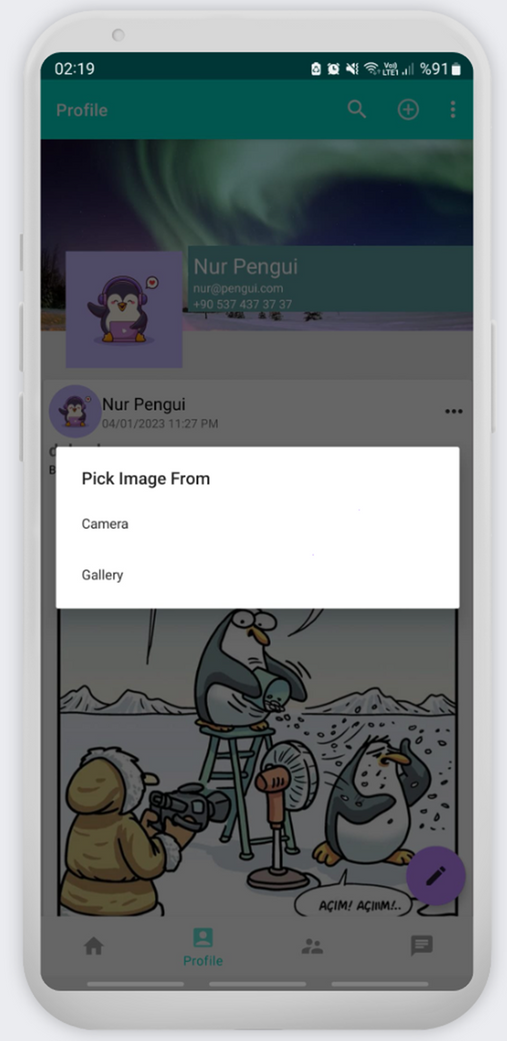 02:19
%91
Profile
Nur Pengui
nur@pengui.com
+90 537 437 37 37
Nur Pengui
04/01/2023 11:27 PM
Pick Image From
Camera
Gallery
AÇIM! AÇIIIM!..
Profile